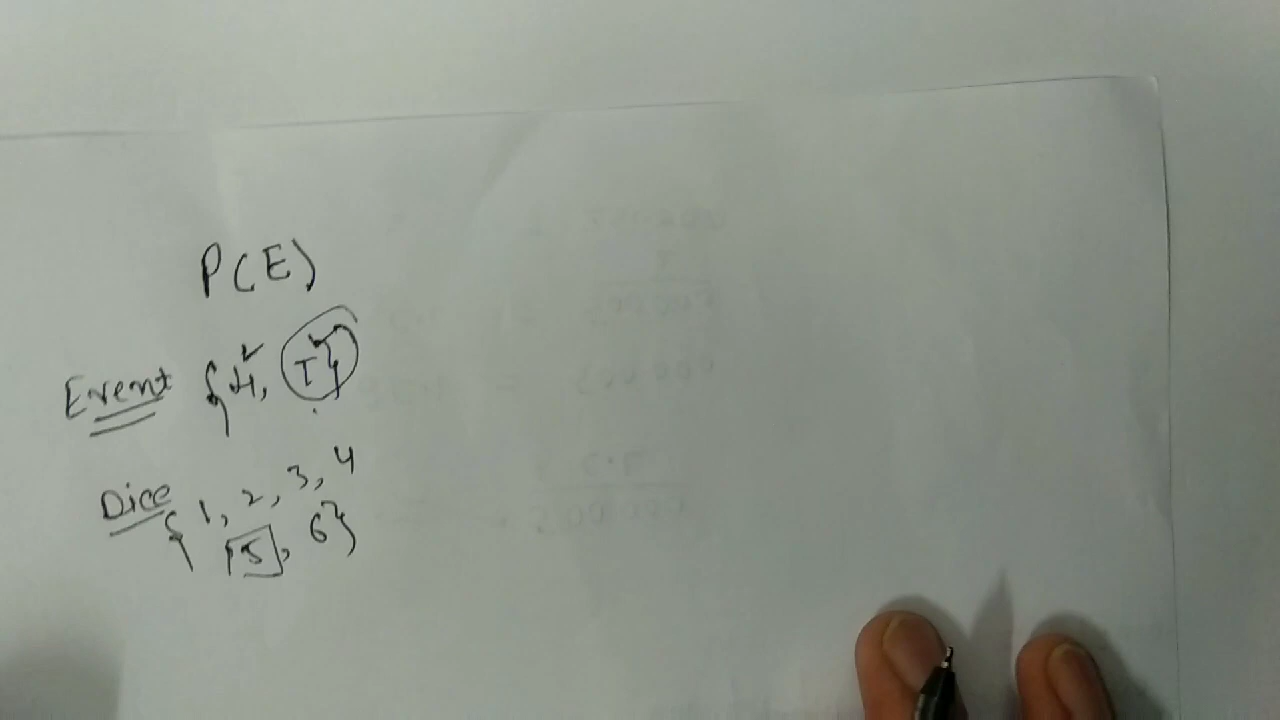 P(E)
Event {H, T}
Dice {1, 2, 3, 4
5, 6}